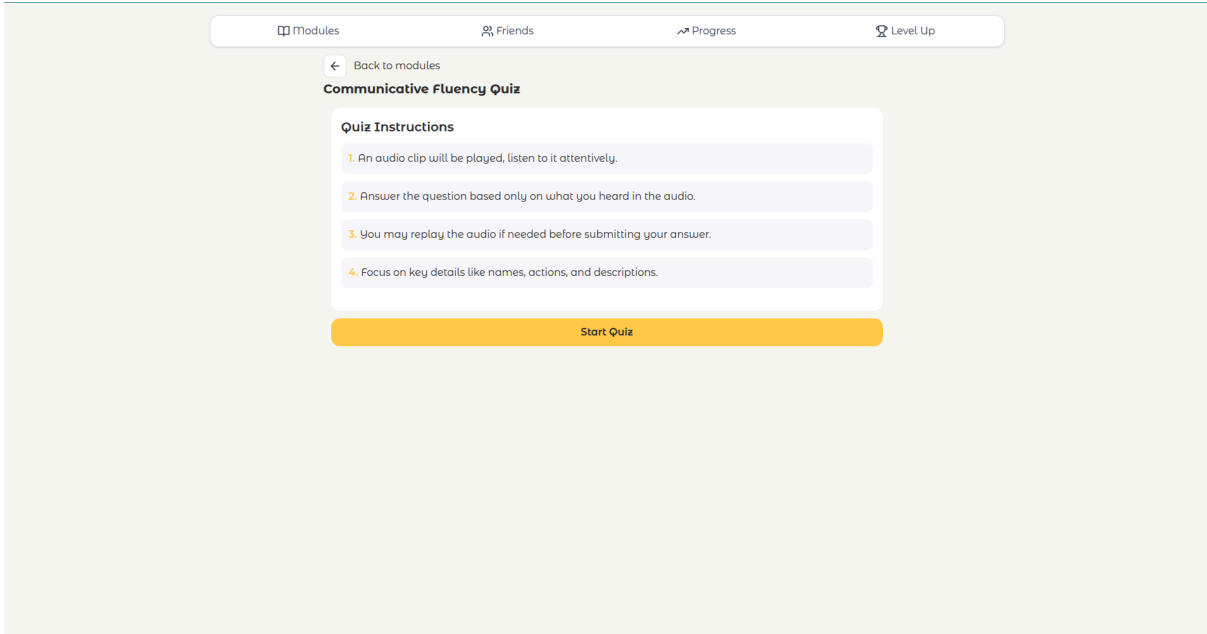 Modules Friends Progress Level Up
Back to modules
Communicative Fluency Quiz
Quiz Instructions
1. An audio clip will be played, listen to it attentively.
2. Answer the question based only on what you heard in the audio.
3. You may replay the audio if needed before submitting your answer.
4. Focus on key details like names, actions, and descriptions.
Start Quiz